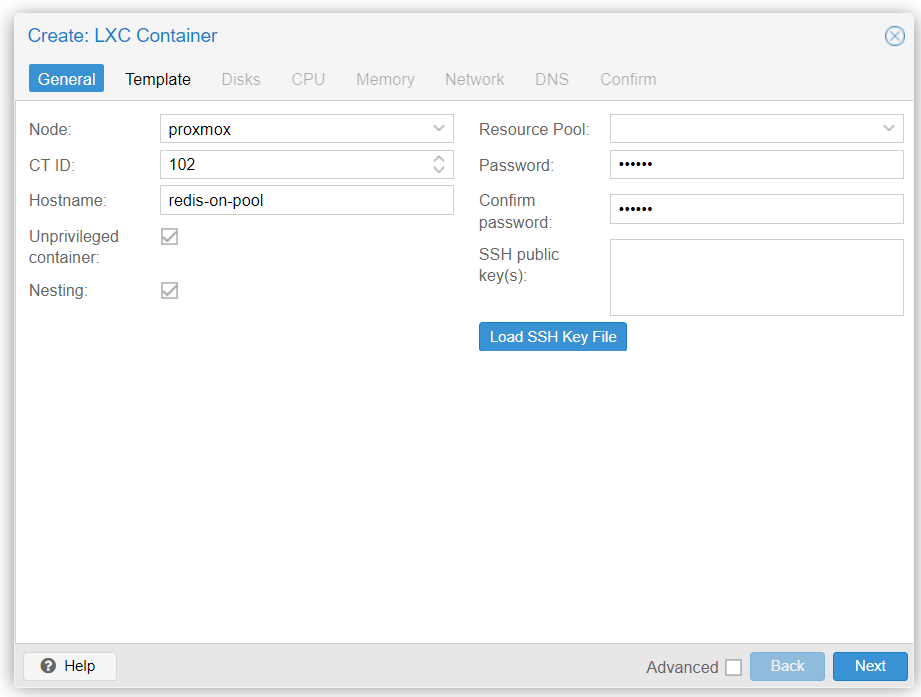 Create: LXC Container
General Template Disks CPU Memory Network DNS Confirm
Node: proxmox
CT ID: 102
Hostname: redis-on-pool
Unprivileged
container:
Nesting:
Resource Pool:
Password: ••••••
Confirm
password: ••••••
SSH public
key(s):
Load SSH Key File
Help
Advanced
Back
Next